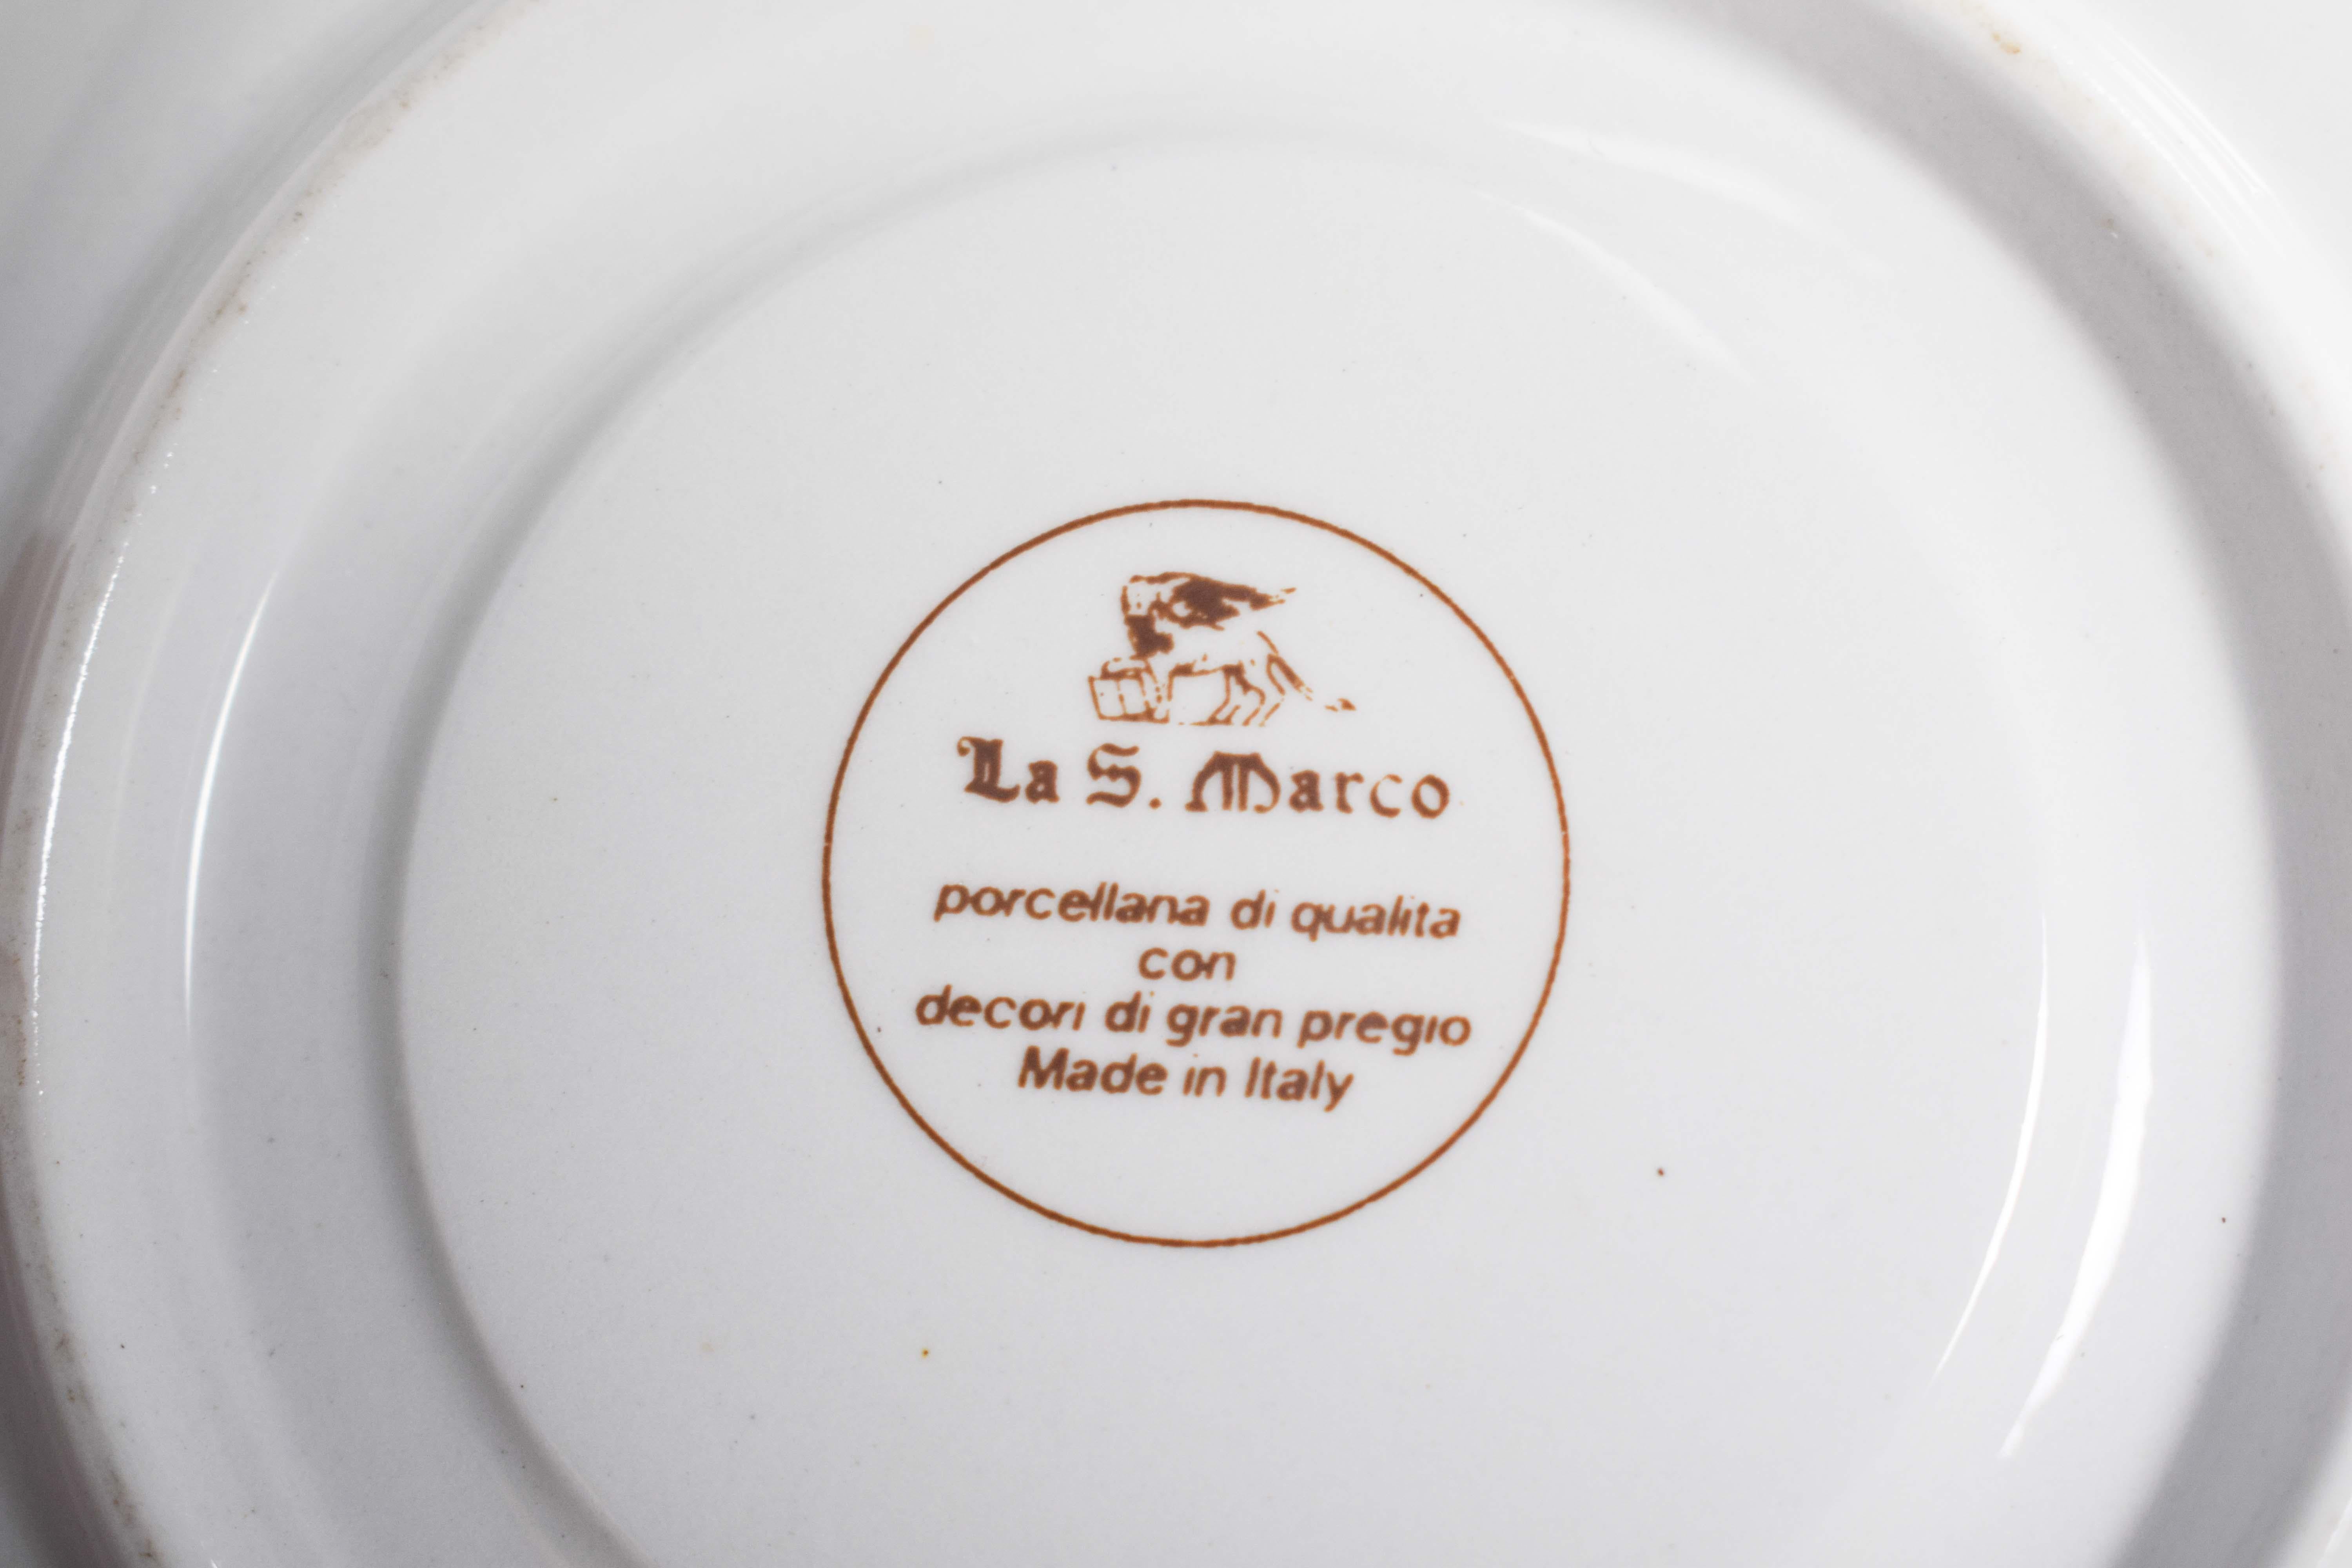 La S. Marco
porcellana di qualita
con
decori di gran pregio
Made in Italy